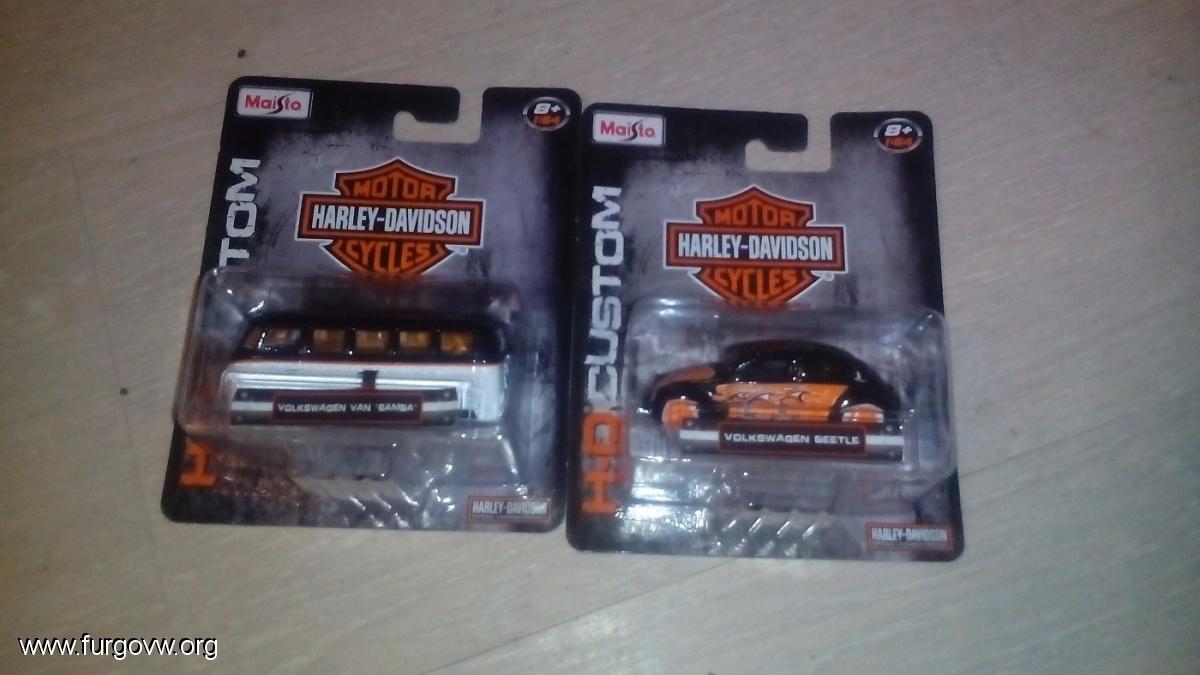 Maisto
8+
1:64
H-D CUSTOM
MOTOR
HARLEY-DAVIDSON
CYCLES
VOLKSWAGEN VAN "SAMBA"
HARLEY-DAVIDSON
Maisto
8+
1:64
H-D CUSTOM
MOTOR
HARLEY-DAVIDSON
CYCLES
®
VOLKSWAGEN BEETLE
HARLEY-DAVIDSON
www.furgovw.org